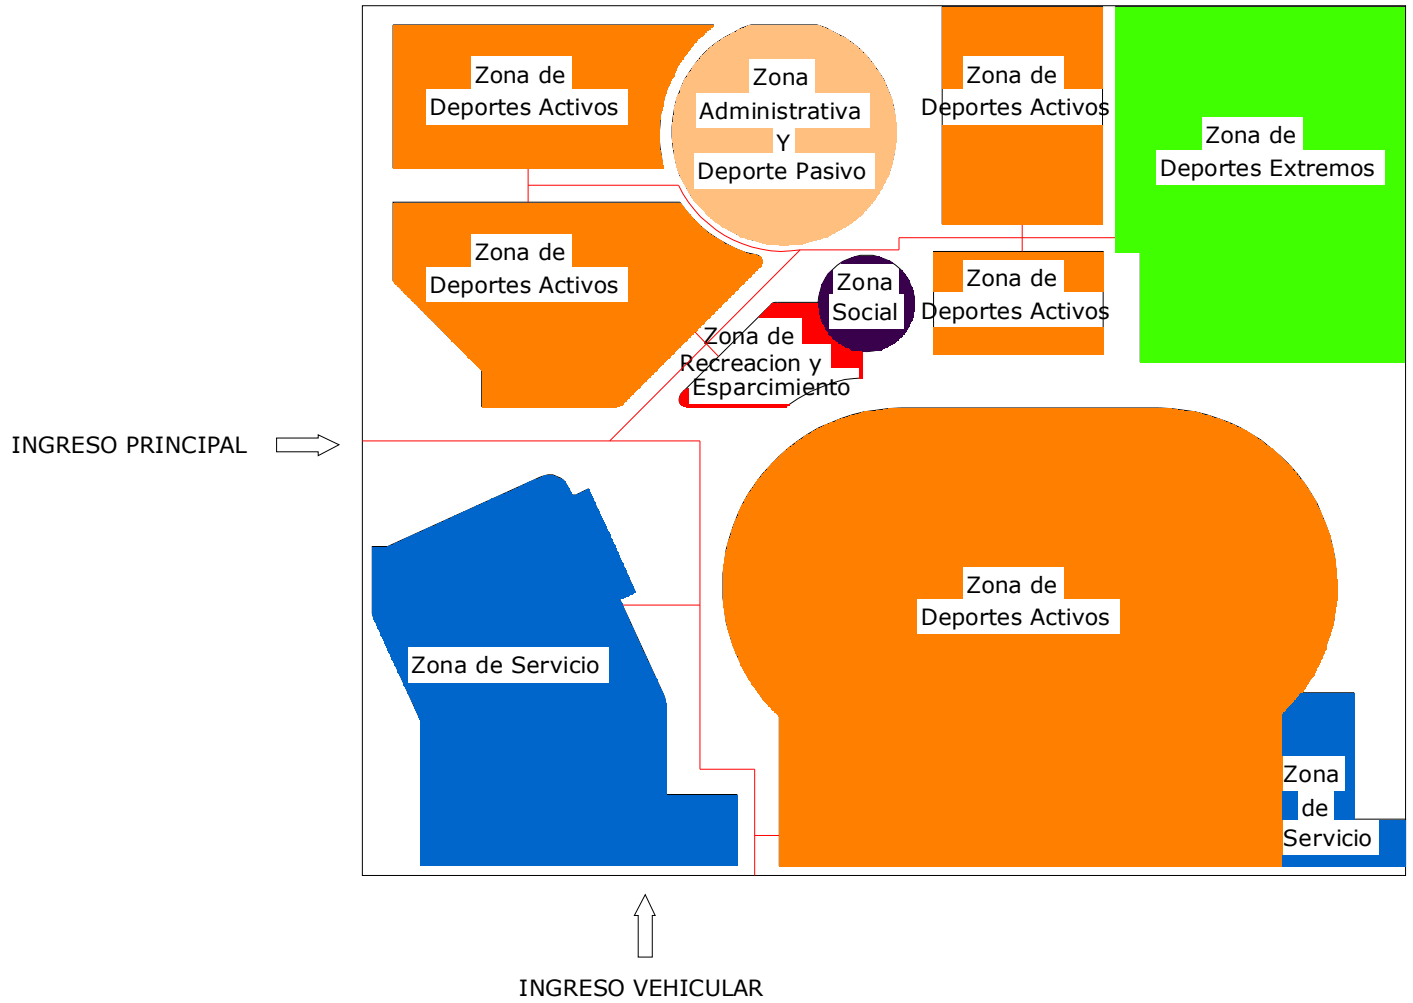 Zona de
Deportes Activos
Zona
Administrativa
Y
Deporte Pasivo
Zona de
Deportes Activos
Zona de
Deportes Extremos
Zona de
Deportes Activos
Zona
Social
Zona de
Deportes Activos
Zona de
Recreacion y
Esparcimiento
INGRESO PRINCIPAL
Zona de
Deportes Activos
Zona de Servicio
Zona
de
Servicio
INGRESO VEHICULAR